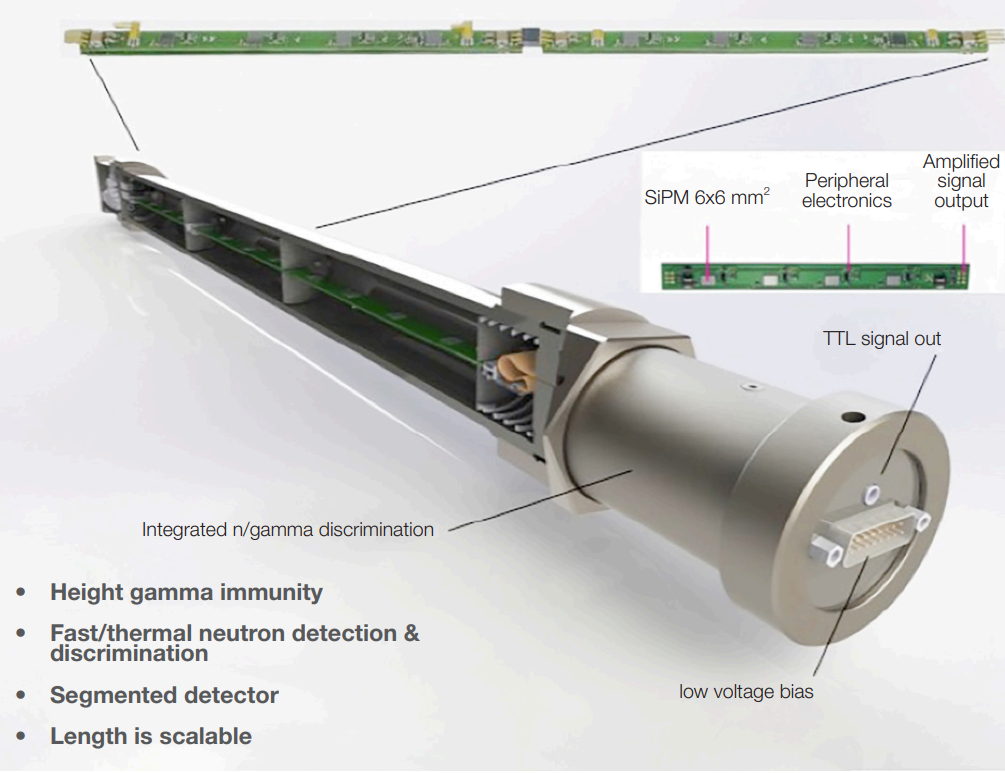 SiPM 6x6 mm²
Peripheral
electronics
Amplified
signal
output
TTL signal out
Integrated n/gamma discrimination
low voltage bias
• Height gamma immunity
• Fast/thermal neutron detection &
discrimination
• Segmented detector
• Length is scalable